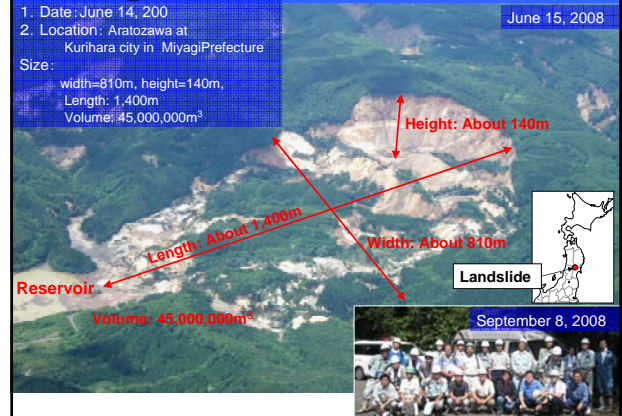 1. Date: June 14, 200
2. Location: Aratozawa at
Kurihara city in MiyagiPrefecture
Size:
width=810m, height=140m,
Length: 1,400m
Volume: 45,000,000m³
June 15, 2008
Height: About 140m
Length: About 1,400m
Width: About 810m
Landslide
Reservoir
Volume: 45,000,000m³
September 8, 2008